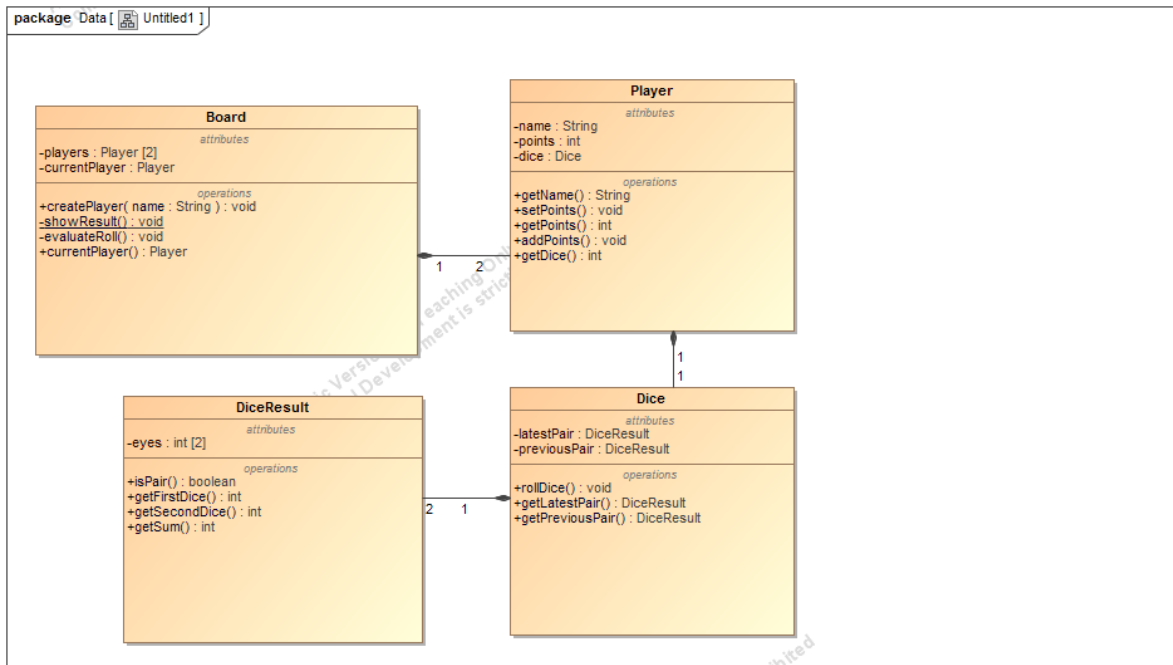 package Data [ Untitled1 ]
Board
attributes
-players : Player [2]
-currentPlayer : Player
operations
+createPlayer( name : String ) : void
-showResult() : void
-evaluateRoll() : void
+currentPlayer() : Player
1
2
Player
attributes
-name : String
-points : int
-dice : Dice
operations
+getName() : String
+setPoints() : void
+getPoints() : int
+addPoints() : void
+getDice() : int
1
1
DiceResult
attributes
-eyes : int [2]
operations
+isPair() : boolean
+getFirstDice() : int
+getSecondDice() : int
+getSum() : int
2
1
Dice
attributes
-latestPair : DiceResult
-previousPair : DiceResult
operations
+rollDice() : void
+getLatestPair() : DiceResult
+getPreviousPair() : DiceResult